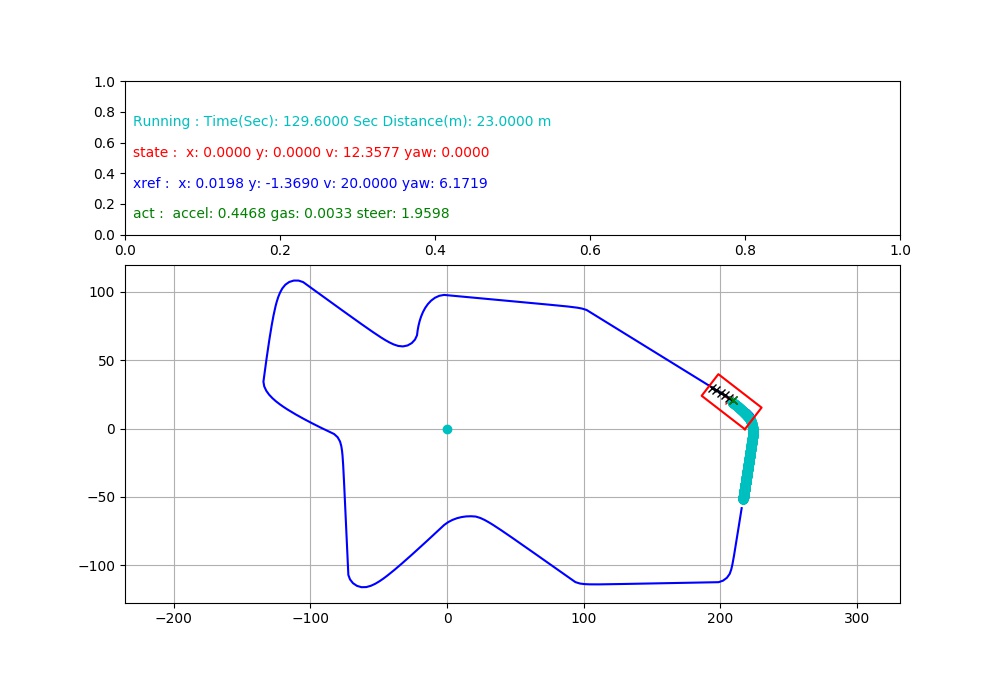 1.0
0.8
Running : Time(Sec): 129.6000 Sec Distance(m): 23.0000 m
0.6
state :  x: 0.0000 y: 0.0000 v: 12.3577 yaw: 0.0000
0.4
xref :  x: 0.0198 y: -1.3690 v: 20.0000 yaw: 6.1719
0.2
act :  accel: 0.4468 gas: 0.0033 steer: 1.9598
0.0
0.0 0.2 0.4 0.6 0.8 1.0
100
50
0
−50
−100
−200 −100 0 100 200 300